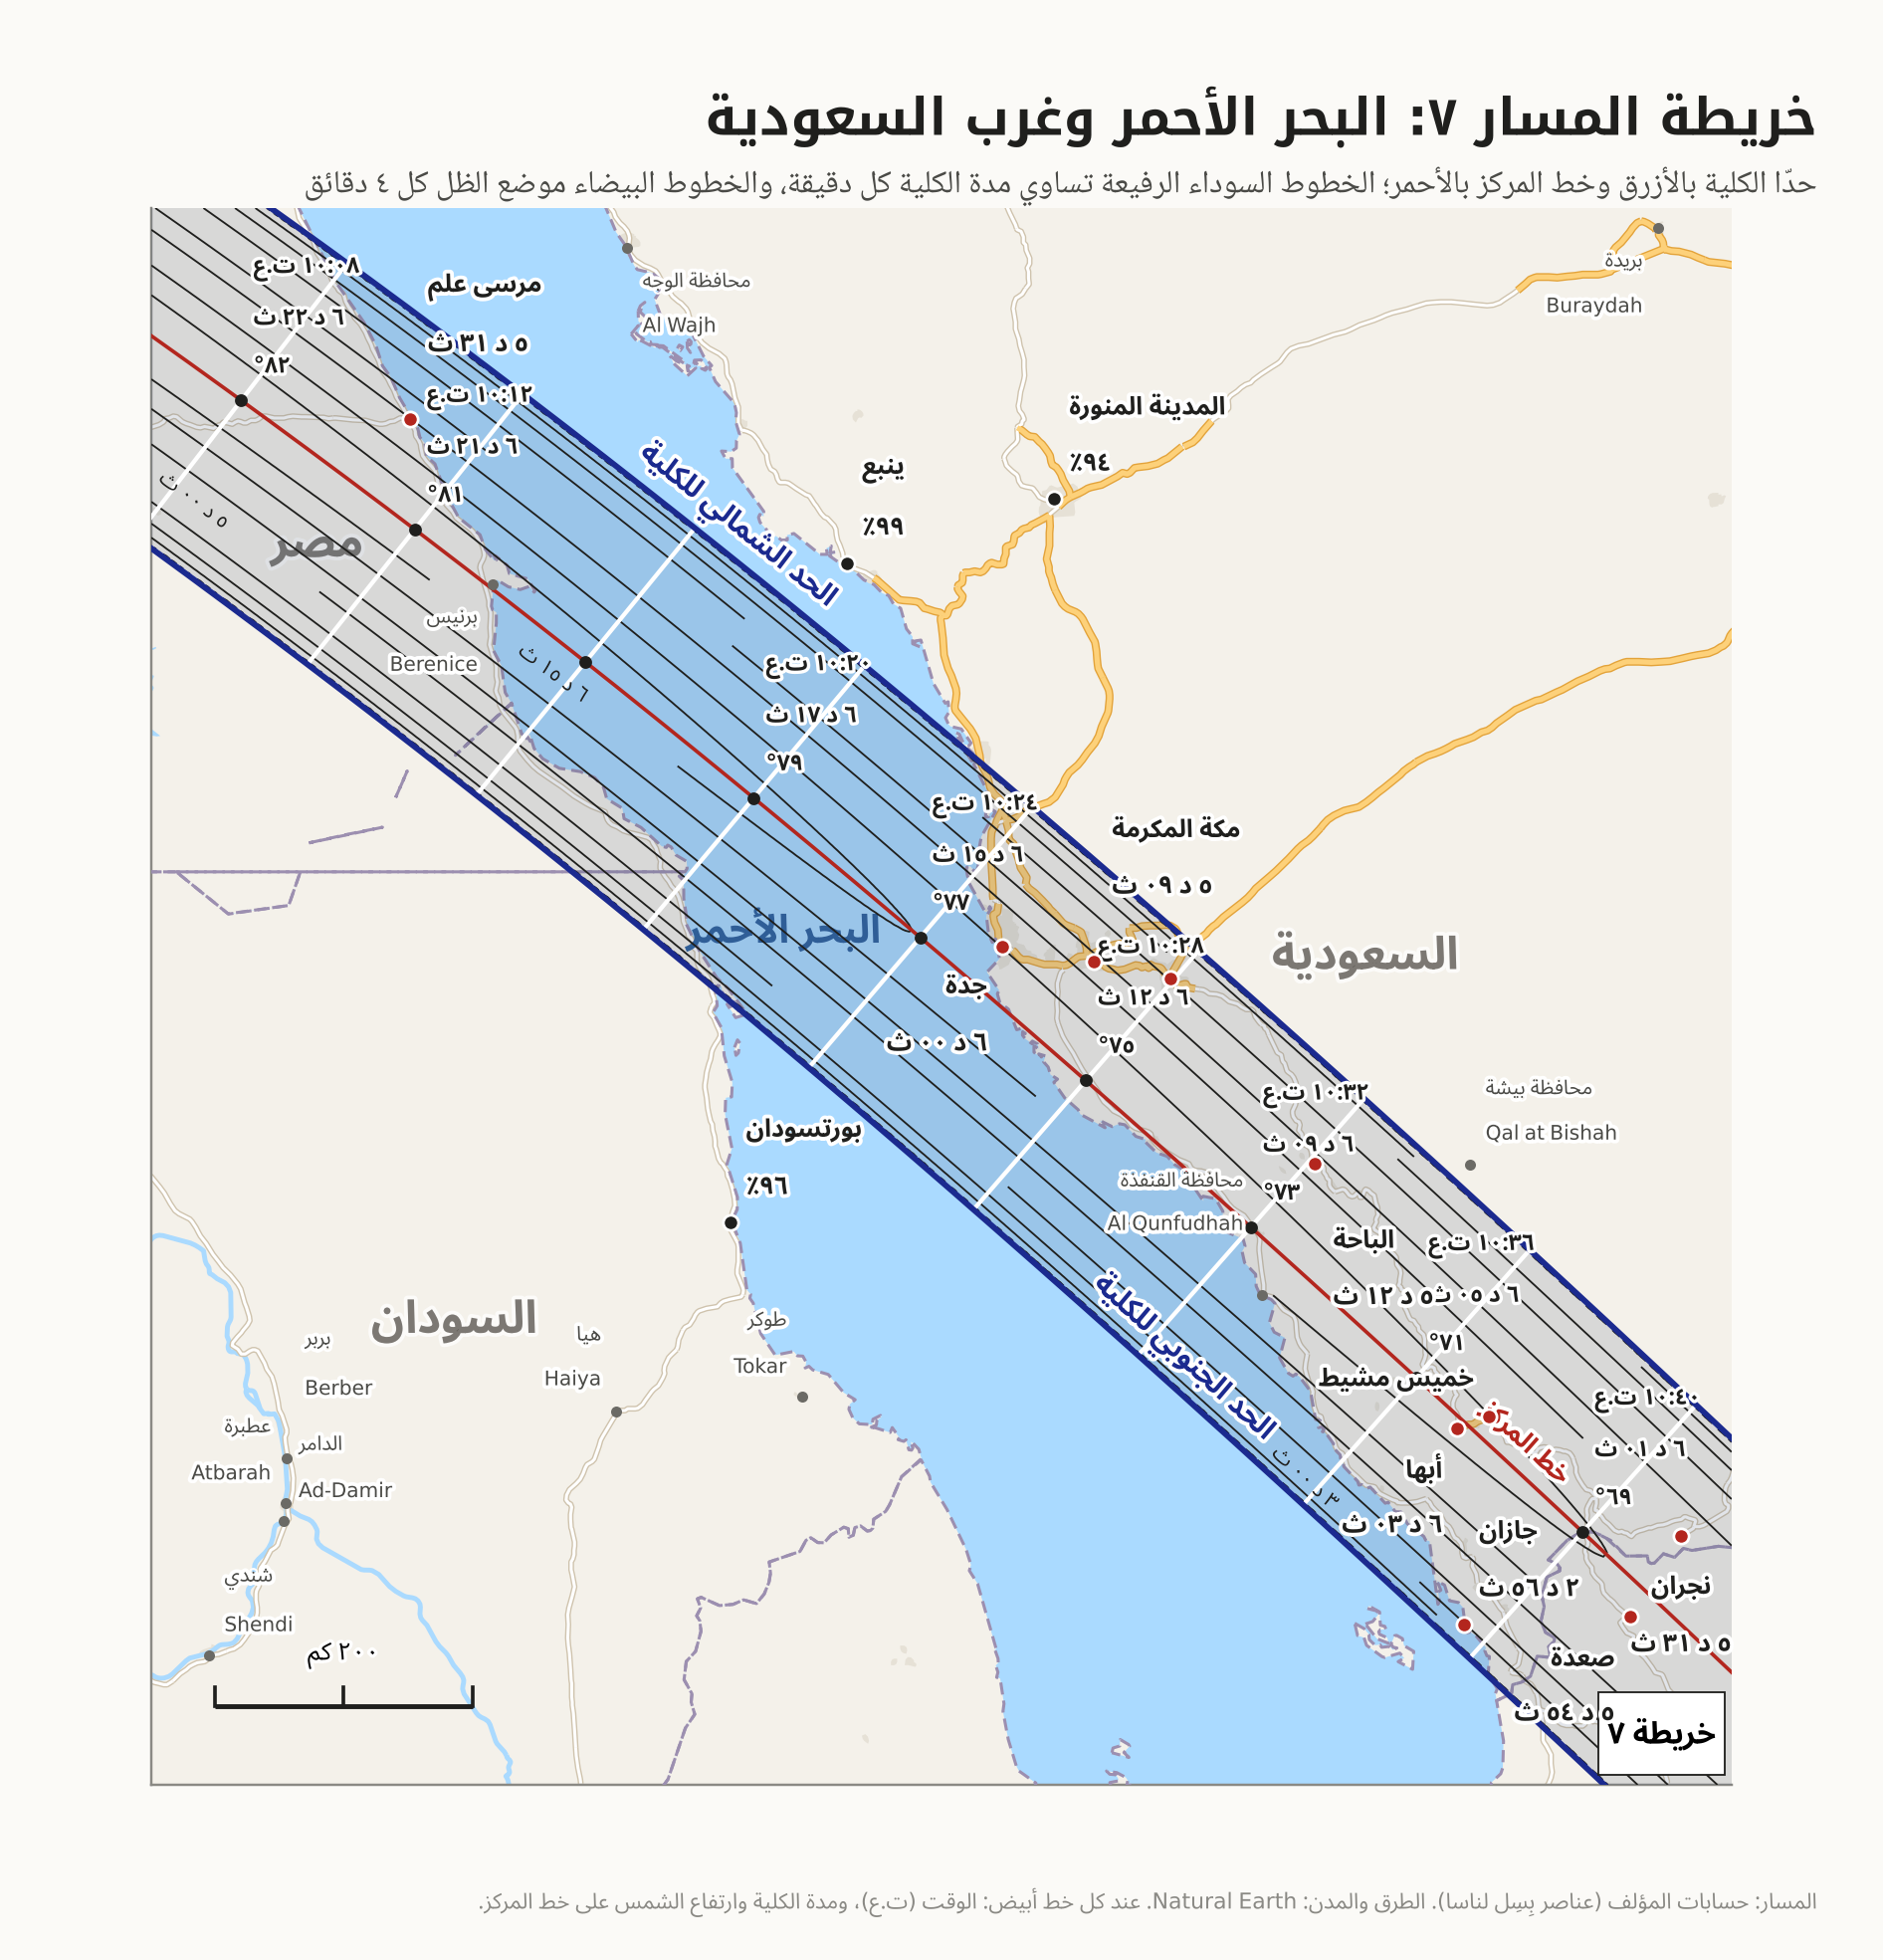 خريطة المسار ٧: البحر الأحمر وغرب السعودية
حدّا الكلية بالأزرق وخط المركز بالأحمر؛ الخطوط السوداء الرفيعة تساوي مدة الكلية كل دقيقة، والخطوط البيضاء موضع الظل كل ٤ دقائق
بريدة
Buraydah
محافظة الوجه
Al Wajh
مرسى علم
٥ د ٣١ ث
١٠:٠٨ ت.ع
٦ د ٢٢ ث
٨٢°
١٠:١٢ ت.ع
٦ د ٢١ ث
٨١°
المدينة المنورة
٩٤٪
ينبع
٩٩٪
الحد الشمالي للكلية
٥ د ٠٠ ث
مصر
برنيس
Berenice
٦ د ١٥ ث
١٠:٢٠ ت.ع
٦ د ١٧ ث
٧٩°
١٠:٢٤ ت.ع
٦ د ١٥ ث
٧٧°
مكة المكرمة
٥ د ٠٩ ث
البحر الأحمر
السعودية
١٠:٢٨ ت.ع
٦ د ١٢ ث
٧٥°
جدة
٦ د ٠٠ ث
بورتسودان
٩٦٪
١٠:٣٢ ت.ع
٦ د ٠٩ ث
٧٣°
محافظة بيشة
Qal at Bishah
محافظة القنفذة
Al Qunfudhah
الباحة
٥ د ١٢ ث
١٠:٣٦ ت.ع
٦ د ٠٥ ث
٧١°
الحد الجنوبي للكلية
السودان
طوكر
Tokar
هيا
Haiya
بربر
Berber
عطبرة
Atbarah
الدامر
Ad-Damir
شندي
Shendi
خميس مشيط
خط المركز
١٠:٤٠ ت.ع
٦ د ٠١ ث
٦٩°
أبها
٦ د ٠٣ ث
٣ د ٠٠ ث
جازان
٢ د ٥٦ ث
نجران
٥ د ٣١ ث
صعدة
٥ د ٥٤ ث
٢٠٠ كم
خريطة ٧
المسار: حسابات المؤلف (عناصر بِسِل لناسا). الطرق والمدن: Natural Earth. عند كل خط أبيض: الوقت (ت.ع)، ومدة الكلية وارتفاع الشمس على خط المركز.